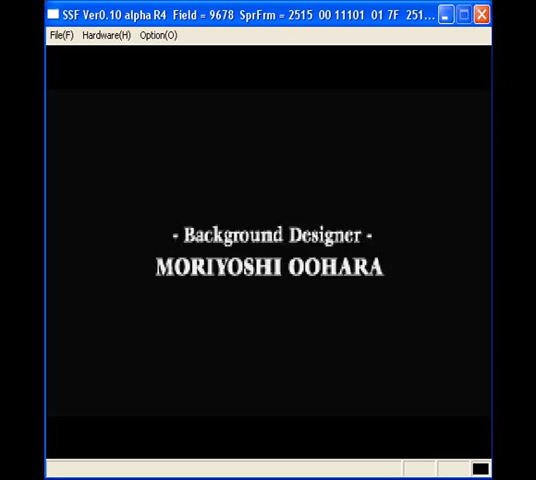 SSF Ver0.10 alpha R4 Field = 9678 SprFrm = 2515 00 11101 01 7F 251...
File(F) Hardware(H) Option(O)
- Background Designer -
MORIYOSHI OOHARA